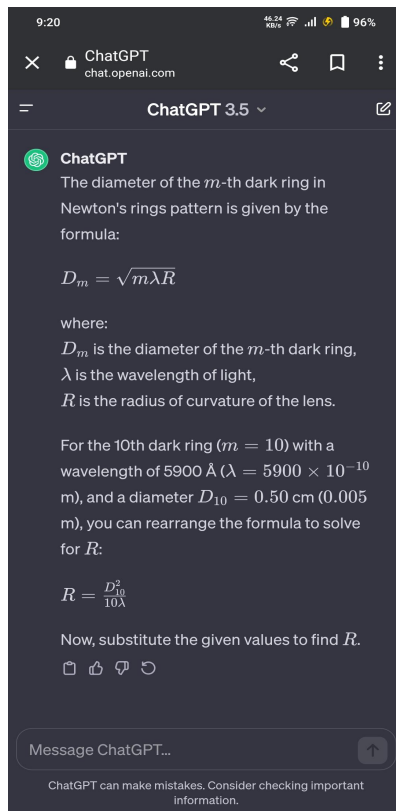 9:20
46.24 KB/s
96%
ChatGPT
chat.openai.com
ChatGPT 3.5
ChatGPT
The diameter of the m-th dark ring in
Newton's rings pattern is given by the
formula:
D_m = √(mλR)
where:
D_m is the diameter of the m-th dark ring,
λ is the wavelength of light,
R is the radius of curvature of the lens.
For the 10th dark ring (m = 10) with a
wavelength of 5900 Å (λ = 5900 × 10⁻¹⁰
m), and a diameter D₁₀ = 0.50 cm (0.005
m), you can rearrange the formula to solve
for R:
R = D₁₀²/10λ
Now, substitute the given values to find R.
Message ChatGPT...
ChatGPT can make mistakes. Consider checking important
information.